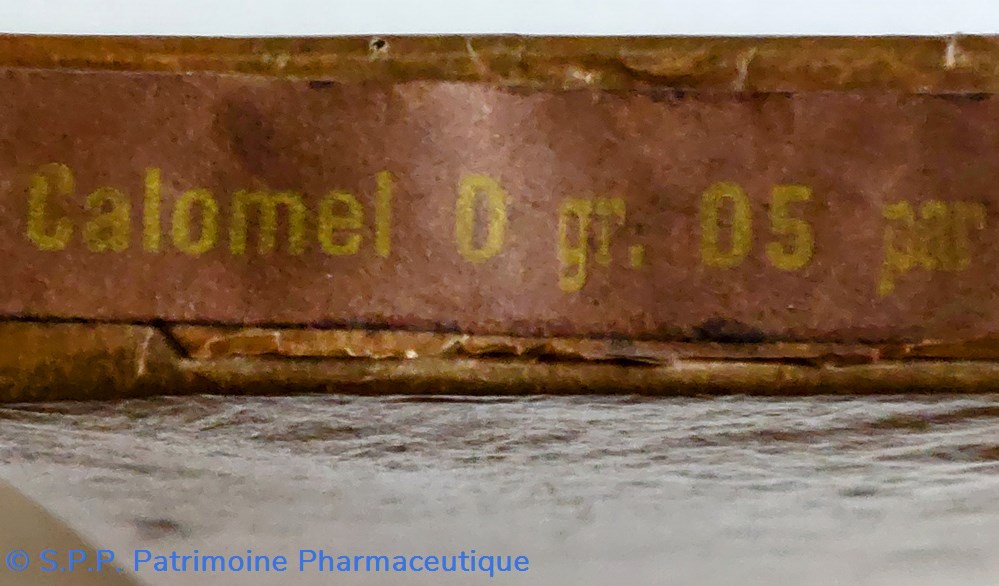 Calomel 0 gr. 05 par
© S.P.P. Patrimoine Pharmaceutique